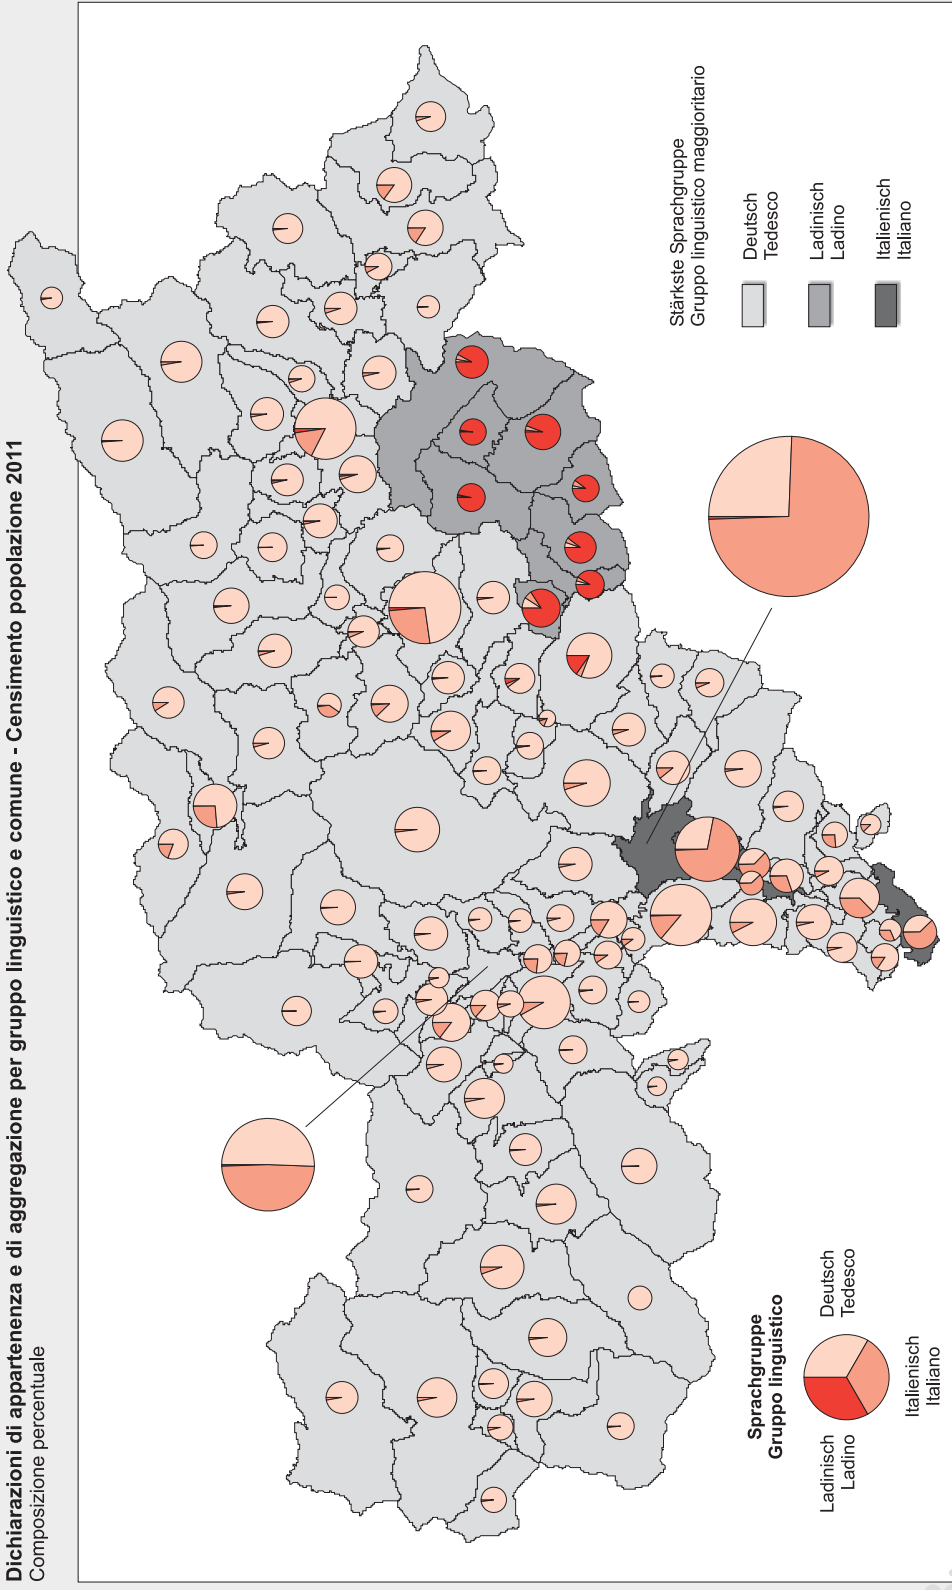 Dichiarazioni di appartenenza e di aggregazione per gruppo linguistico e comune - Censimento popolazione 2011
Composizione percentuale
Stärkste Sprachgruppe
Gruppo linguistico maggioritario
Deutsch
Tedesco
Ladinisch
Ladino
Italienisch
Italiano
Sprachgruppe
Gruppo linguistico
Ladinisch
Ladino
Deutsch
Tedesco
Italienisch
Italiano